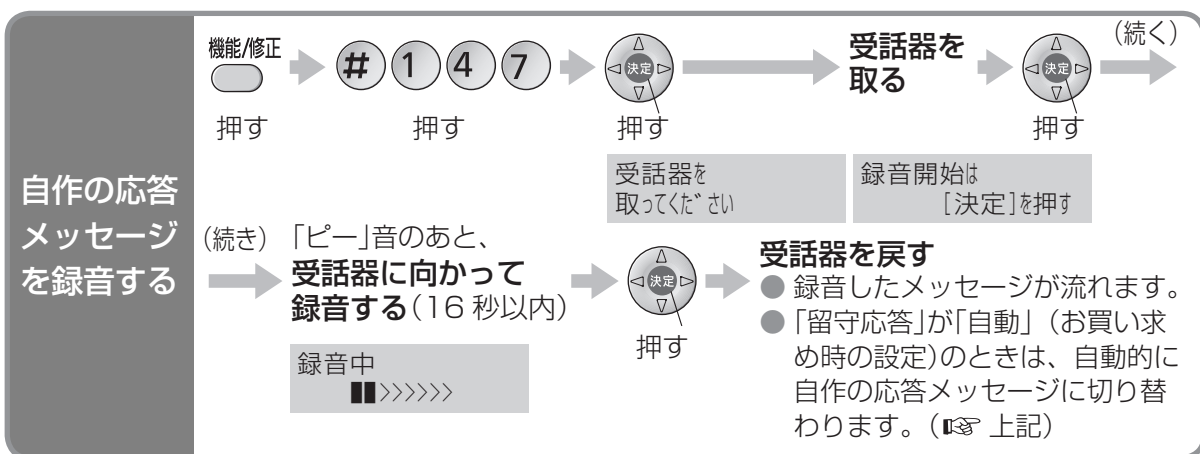 自作の応答
メッセージ
を録音する
機能/修正
押す
#147
押す
決定
押す
受話器を
取ってください
受話器を
取る
決定
押す
録音開始は
[決定]を押す
(続く)
(続き)
「ピー」音のあと、
受話器に向かって
録音する(16 秒以内)
録音中
▮▮>>>>>>
決定
押す
受話器を戻す
● 録音したメッセージが流れます。
● 「留守応答」が「自動」(お買い求
め時の設定)のときは、自動的に
自作の応答メッセージに切り替
わります。(☞ 上記)